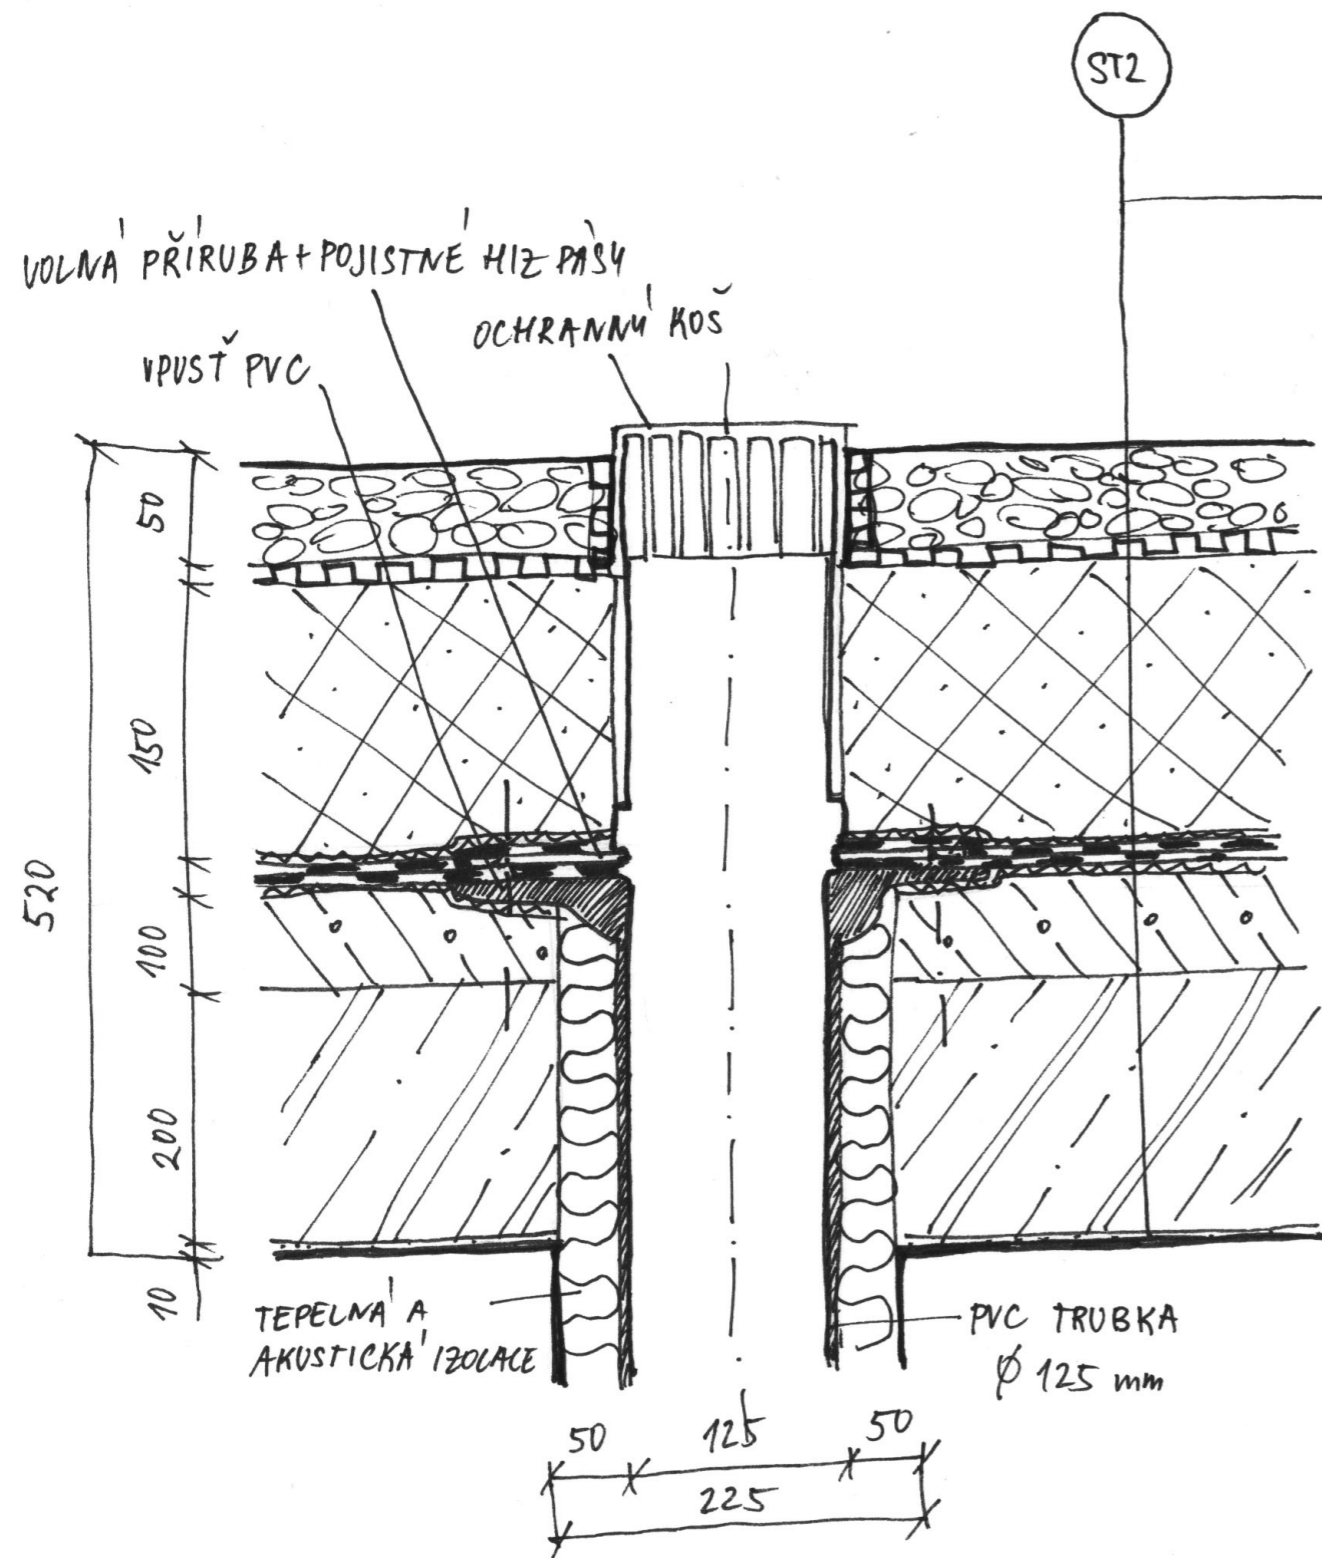 ST2
VOLNÁ PŘÍRUBA + POJISTNÉ HIZ PÁSY
OCHRANNÝ KOŠ
VPUSŤ PVC
50
150
520
100
200
10
TEPELNÁ A
AKUSTICKÁ IZOLACE
PVC TRUBKA
Ø 125 mm
50
125
50
225